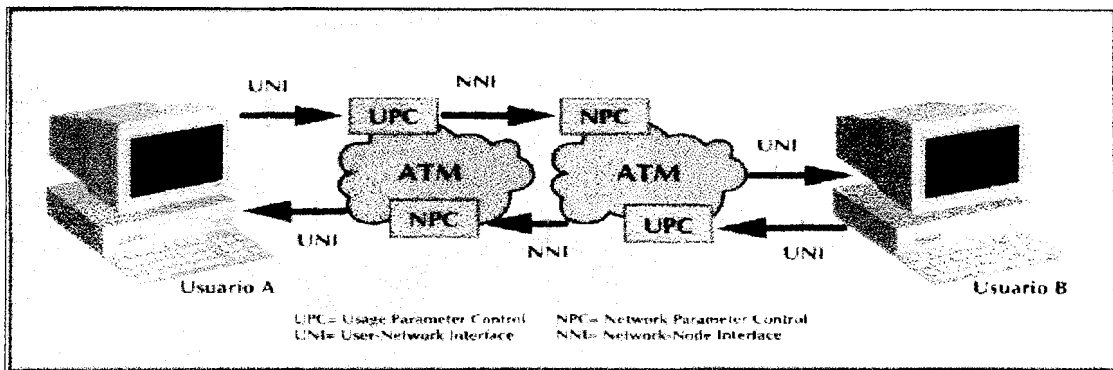 UNI
NNI
UPC
NPC
UNI
ATM
ATM
NPC
UPC
UNI
NNI
UNI
Usuario A
Usuario B
UPC= Usage Parameter Control NPC= Network Parameter Control
UNI= User-Network Interface NNI= Network-Node Interface